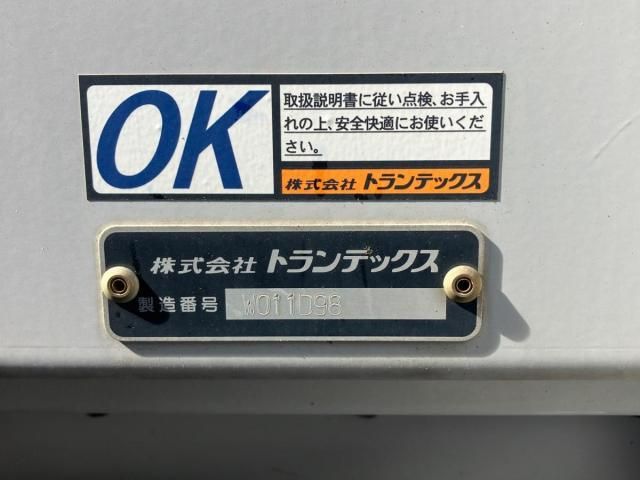 OK
取扱説明書に従い点検、お手入
れの上、安全快適にお使いくだ
さい。
株式会社 トランテックス
株式会社 トランテックス
製造番号 W011D98